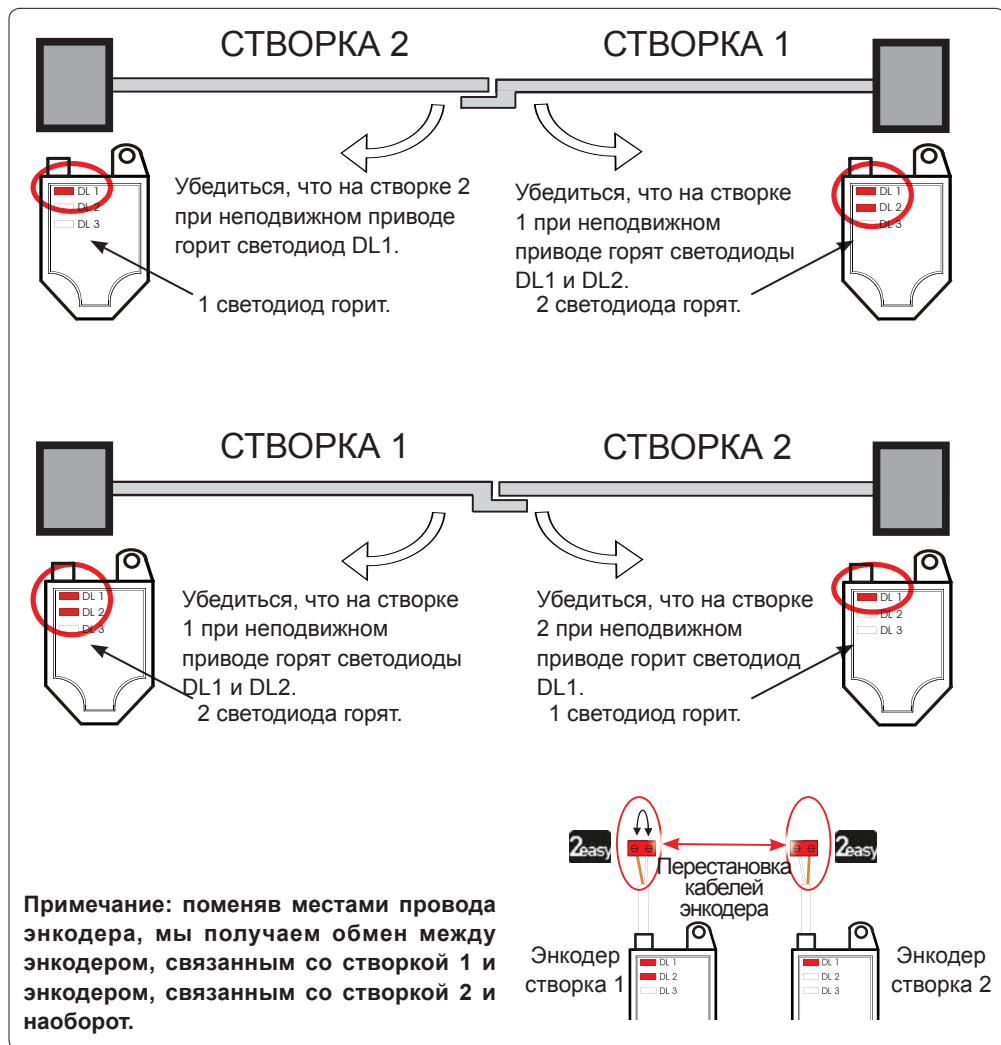 СТВОРКА 2
СТВОРКА 1
DL 1
DL 2
DL 3
Убедиться, что на створке 2
при неподвижном приводе
горит светодиод DL1.
1 светодиод горит.
Убедиться, что на створке
1 при неподвижном
приводе горят светодиоды
DL1 и DL2.
2 светодиода горят.
DL 1
DL 2
DL 3
СТВОРКА 1
СТВОРКА 2
DL 1
DL 2
DL 3
Убедиться, что на створке
1 при неподвижном
приводе горят светодиоды
DL1 и DL2.
2 светодиода горят.
Убедиться, что на створке
2 при неподвижном
приводе горит светодиод
DL1.
1 светодиод горит.
DL 1
DL 2
DL 3
2easy
2easy
Перестановка
кабелей
энкодера
Примечание: поменяв местами провода
энкодера, мы получаем обмен между
энкодером, связанным со створкой 1 и
энкодером, связанным со створкой 2 и
наоборот.
Энкодер
створка 1
DL 1
DL 2
DL 3
DL 1
DL 2
DL 3
Энкодер
створка 2